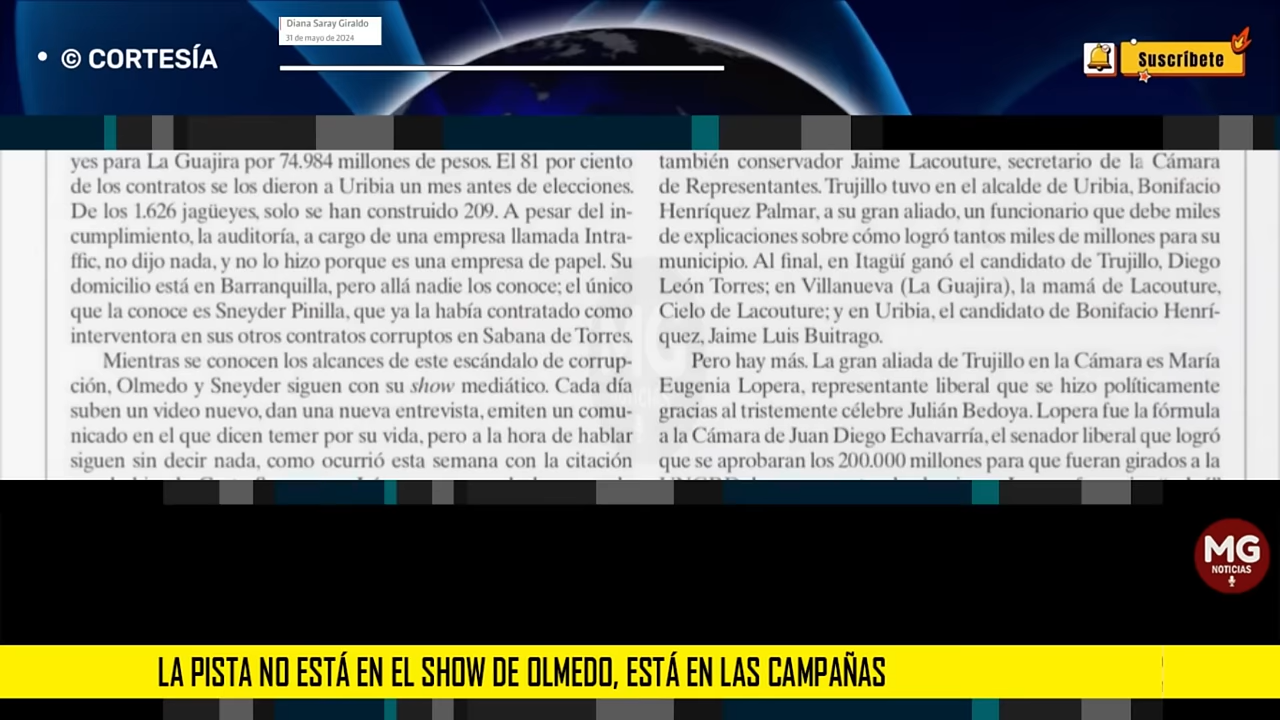 Diana Saray Giraldo
31 de mayo de 2024
• © CORTESÍA
Suscríbete
yes para La Guajira por 74.984 millones de pesos. El 81 por ciento
de los contratos se los dieron a Uribia un mes antes de elecciones.
De los 1.626 jagüeyes, solo se han construido 209. A pesar del in-
cumplimiento, la auditoría, a cargo de una empresa llamada Intra-
ffic, no dijo nada, y no lo hizo porque es una empresa de papel. Su
domicilio está en Barranquilla, pero allá nadie los conoce; el único
que la conoce es Sneyder Pinilla, que ya la había contratado como
interventora en sus otros contratos corruptos en Sabana de Torres.
Mientras se conocen los alcances de este escándalo de corrup-
ción, Olmedo y Sneyder siguen con su show mediático. Cada día
suben un video nuevo, dan una nueva entrevista, emiten un comu-
nicado en el que dicen temer por su vida, pero a la hora de hablar
siguen sin decir nada, como ocurrió esta semana con la citación
también conservador Jaime Lacouture, secretario de la Cámara
de Representantes. Trujillo tuvo en el alcalde de Uribia, Bonifacio
Henríquez Palmar, a su gran aliado, un funcionario que debe miles
de explicaciones sobre cómo logró tantos miles de millones para su
municipio. Al final, en Itagüí ganó el candidato de Trujillo, Diego
León Torres; en Villanueva (La Guajira), la mamá de Lacouture,
Cielo de Lacouture; y en Uribia, el candidato de Bonifacio Henrí-
quez, Jaime Luis Buitrago.
Pero hay más. La gran aliada de Trujillo en la Cámara es María
Eugenia Lopera, representante liberal que se hizo políticamente
gracias al tristemente célebre Julián Bedoya. Lopera fue la fórmula
a la Cámara de Juan Diego Echavarría, el senador liberal que logró
que se aprobaran los 200.000 millones para que fueran girados a la
MG
NOTICIAS
LA PISTA NO ESTÁ EN EL SHOW DE OLMEDO, ESTÁ EN LAS CAMPAÑAS